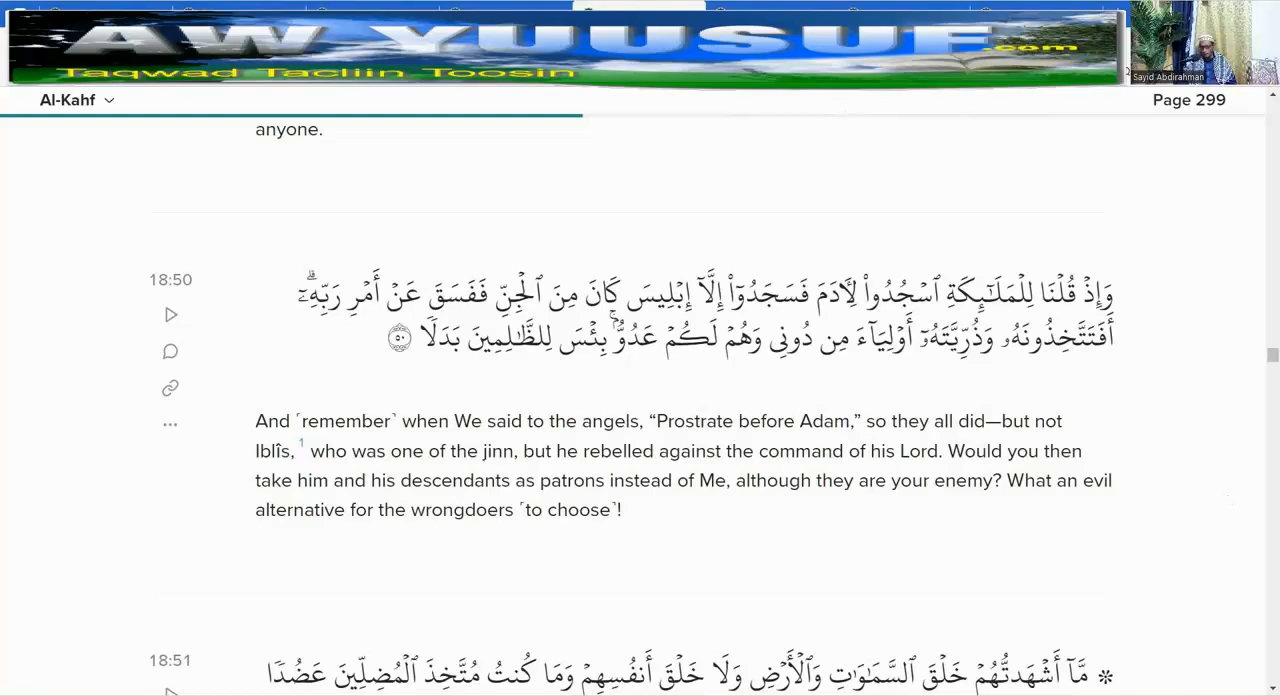 AW YUUSUF.com
Taqwad Tacliin Toosin
Sayid Abdirahman
Al-Kahf
Page 299
anyone.
18:50
وَإِذْ قُلْنَا لِلْمَلَـٰٓئِكَةِ ٱسْجُدُوا۟ لِـَٔادَمَ فَسَجَدُوٓا۟ إِلَّآ إِبْلِيسَ كَانَ مِنَ ٱلْجِنِّ فَفَسَقَ عَنْ أَمْرِ رَبِّهِۦٓ ۗ
أَفَتَتَّخِذُونَهُۥ وَذُرِّيَّتَهُۥٓ أَوْلِيَآءَ مِن دُونِى وَهُمْ لَكُمْ عَدُوٌّۢ ۚ بِئْسَ لِلظَّـٰلِمِينَ بَدَلًا ٥٠
And ˹remember˺ when We said to the angels, “Prostrate before Adam,” so they all did—but not
Iblîs, 1 who was one of the jinn, but he rebelled against the command of his Lord. Would you then
take him and his descendants as patrons instead of Me, although they are your enemy? What an evil
alternative for the wrongdoers ˹to choose˺!
18:51
۞ مَّآ أَشْهَدتُّهُمْ خَلْقَ ٱلسَّمَـٰوَٰتِ وَٱلْأَرْضِ وَلَا خَلْقَ أَنفُسِهِمْ وَمَا كُنتُ مُتَّخِذَ ٱلْمُضِلِّينَ عَضُدًا